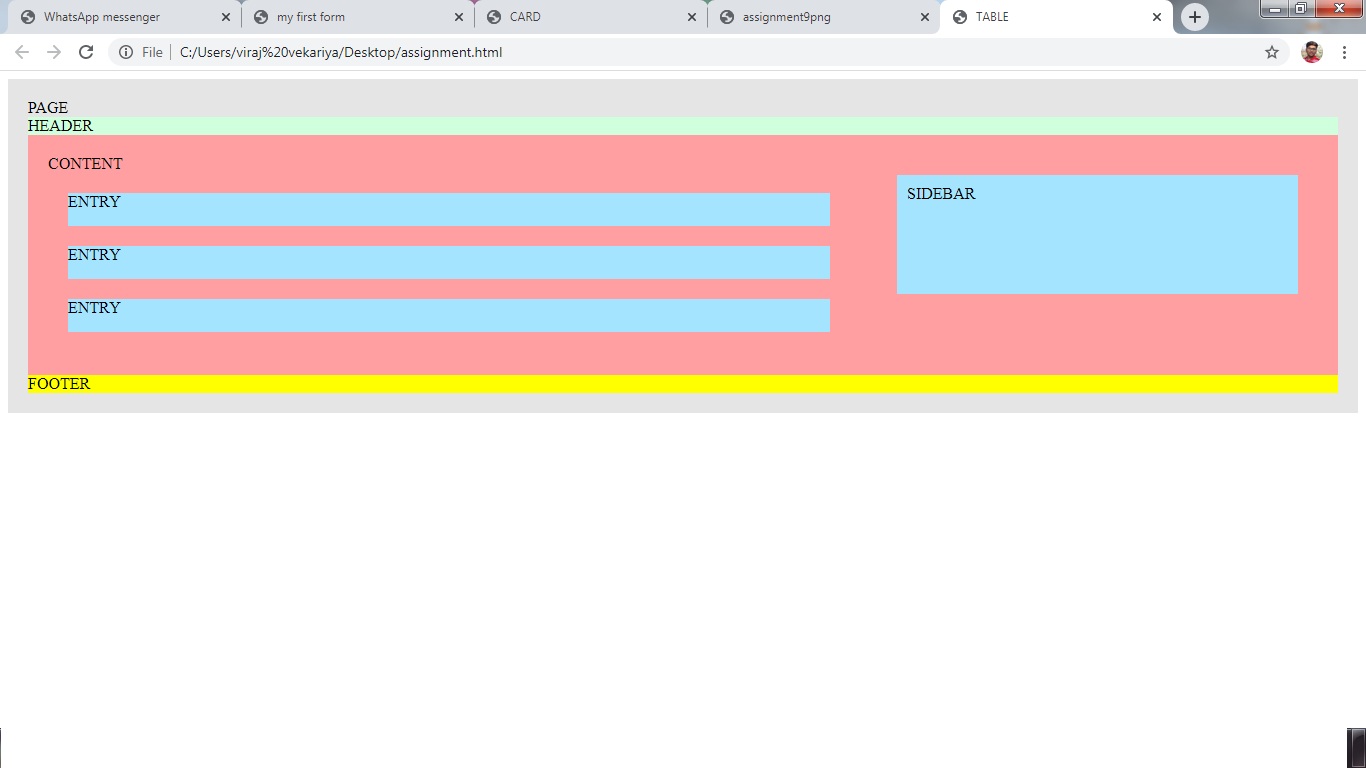 WhatsApp messenger
my first form
CARD
assignment9png
TABLE
File
C:/Users/viraj%20vekariya/Desktop/assignment.html
PAGE
HEADER
CONTENT
SIDEBAR
ENTRY
ENTRY
ENTRY
FOOTER